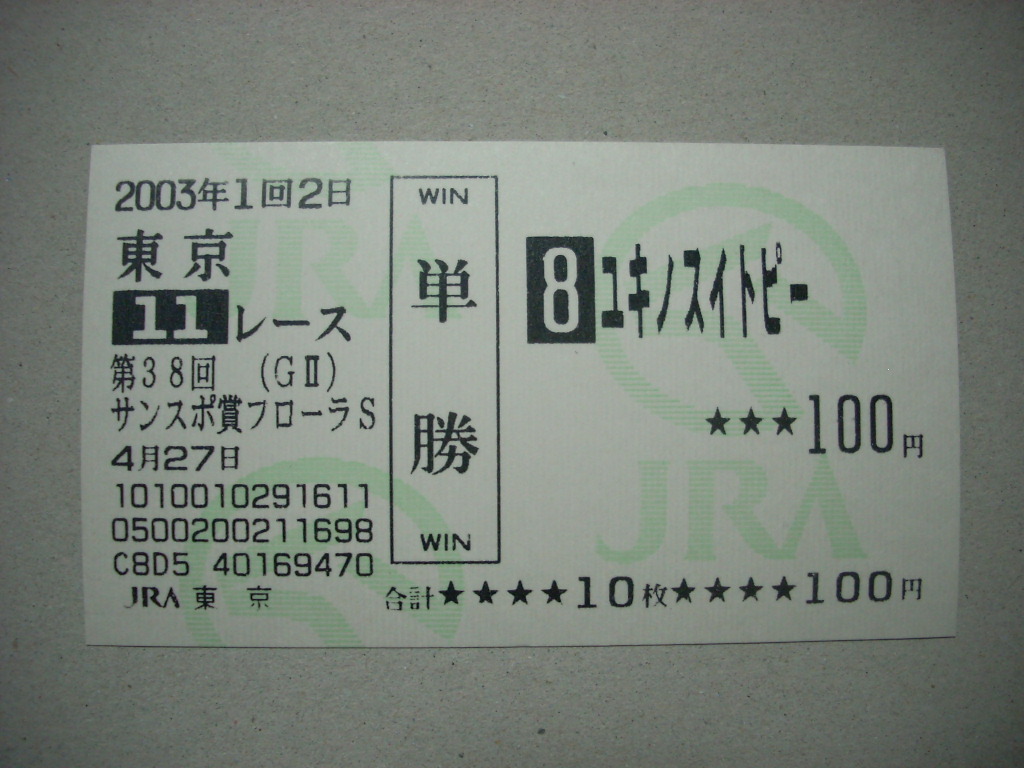 2003年1回2日
東京
11レース
第38回 (GⅡ)
サンスポ賞フローラS
4月27日
1010010291611
0500200211698
C8D5 40169470
JRA 東京
WIN
単勝
WIN
8 ユキノスイトピー
★★★100円
合計★★★★10枚★★★★100円
JRA
JRA